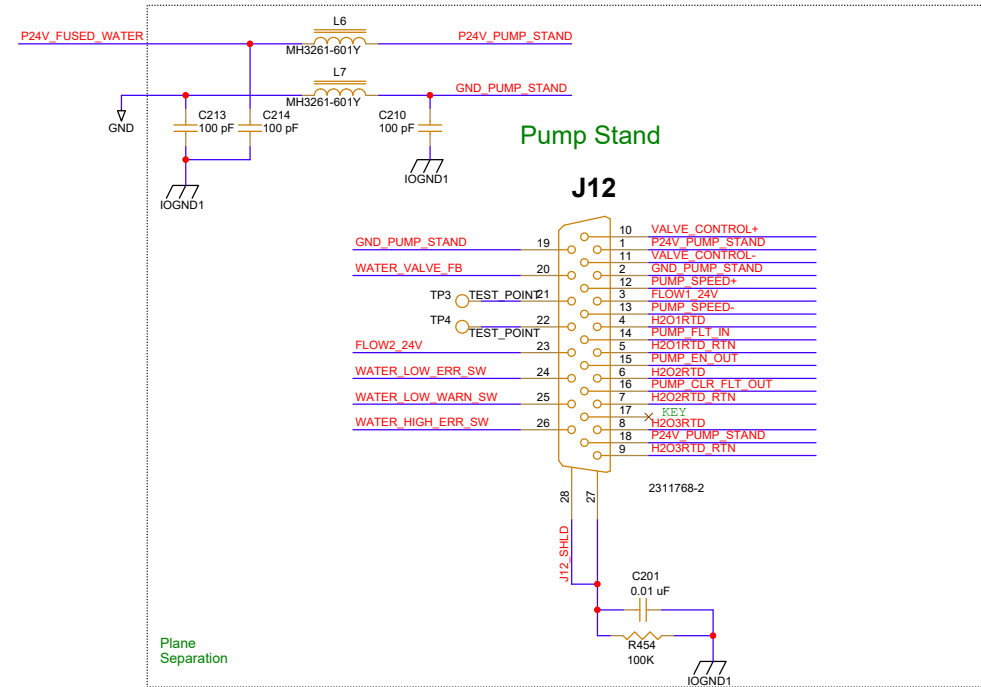 L6
P24V_FUSED_WATER
P24V_PUMP_STAND
MH3261-601Y
L7
GND_PUMP_STAND
MH3261-601Y
GND
C213
100 pF
C214
100 pF
C210
100 pF
IOGND1
IOGND1
Pump Stand
J12
GND_PUMP_STAND 19
WATER_VALVE_FB 20
TP3 TEST_POINT 21
TP4 TEST_POINT 22
FLOW2_24V 23
WATER_LOW_ERR_SW 24
WATER_LOW_WARN_SW 25
WATER_HIGH_ERR_SW 26
10 VALVE_CONTROL+
1 P24V_PUMP_STAND
11 VALVE_CONTROL-
2 GND_PUMP_STAND
12 PUMP_SPEED+
3 FLOW1_24V
13 PUMP_SPEED-
4 H2O1RTD
14 PUMP_FLT_IN
5 H2O1RTD_RTN
15 PUMP_EN_OUT
6 H2O2RTD
16 PUMP_CLR_FLT_OUT
7 H2O2RTD_RTN
17 KEY
8 H2O3RTD
18 P24V_PUMP_STAND
9 H2O3RTD_RTN
2311768-2
28
27
J12_SHLD
C201
0.01 uF
R454
100K
IOGND1
Plane
Separation